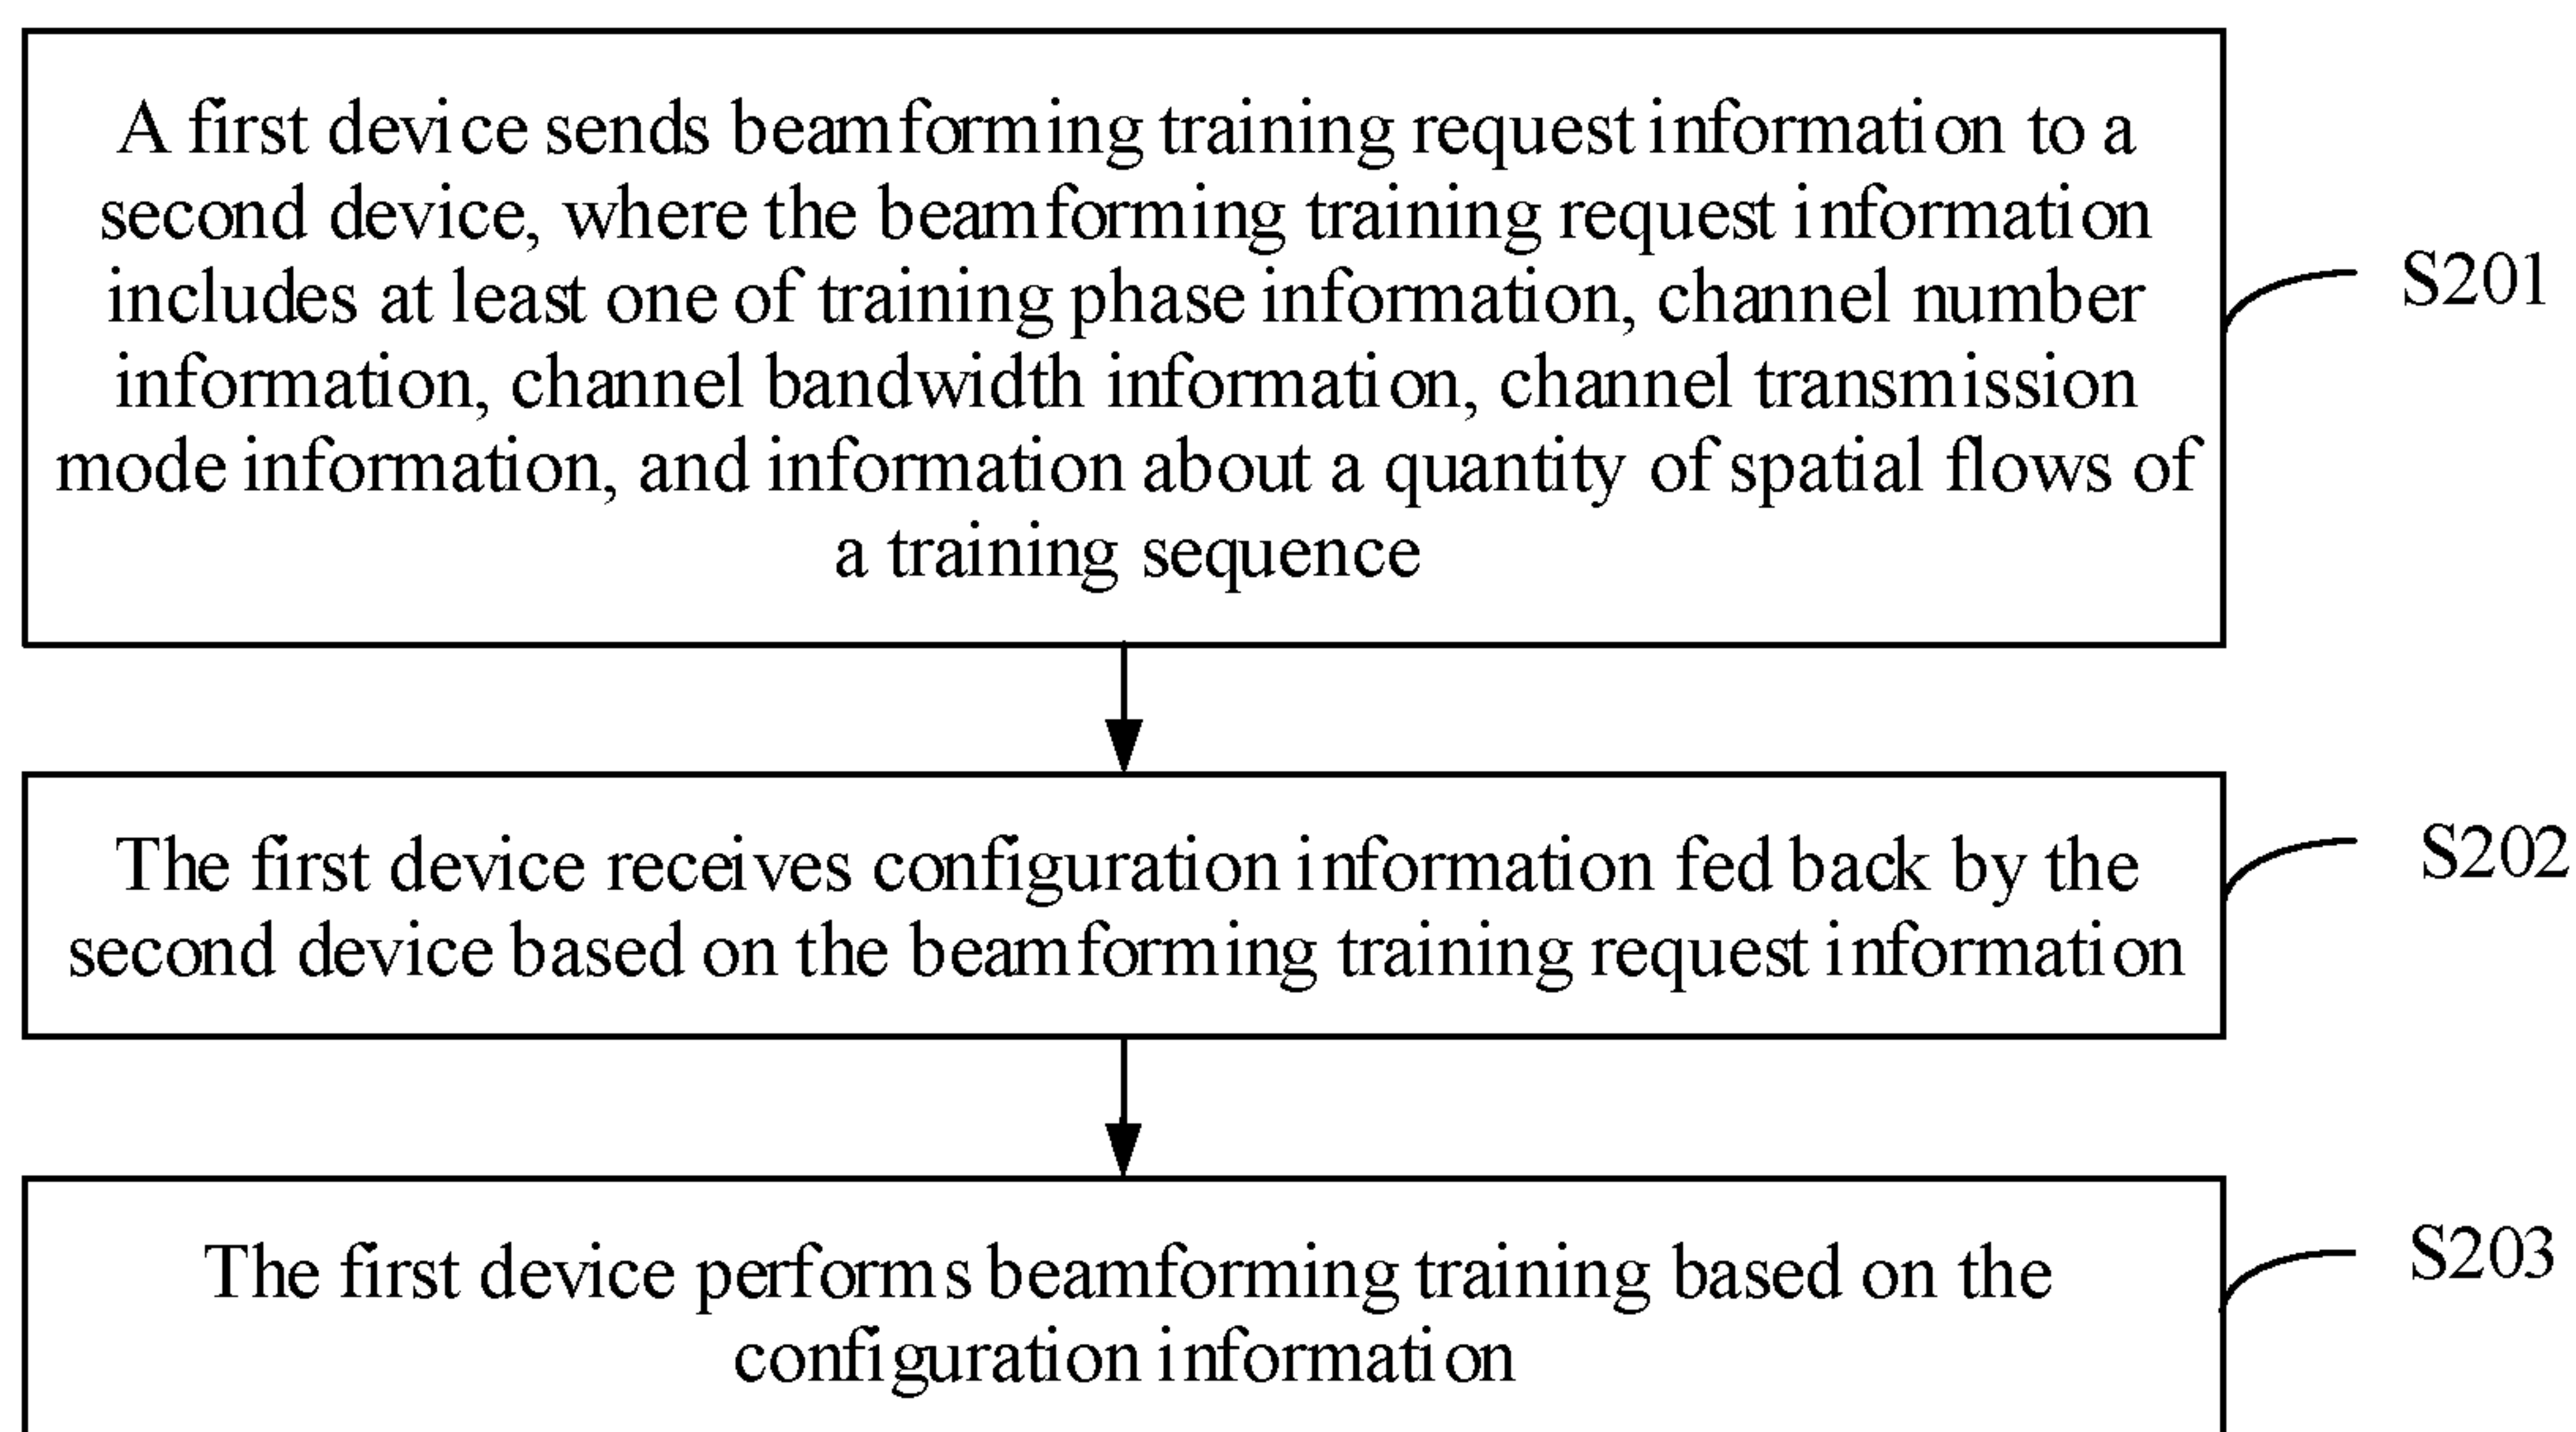 A first device sends beamforming training request information to a
second device, where the beamforming training request information
includes at least one of training phase information, channel number
information, channel bandwidth information, channel transmission
mode information, and information about a quantity of spatial flows of
a training sequence
S201
The first device receives configuration information fed back by the
second device based on the beamforming training request information
S202
The first device performs beamforming training based on the
configuration information
S203